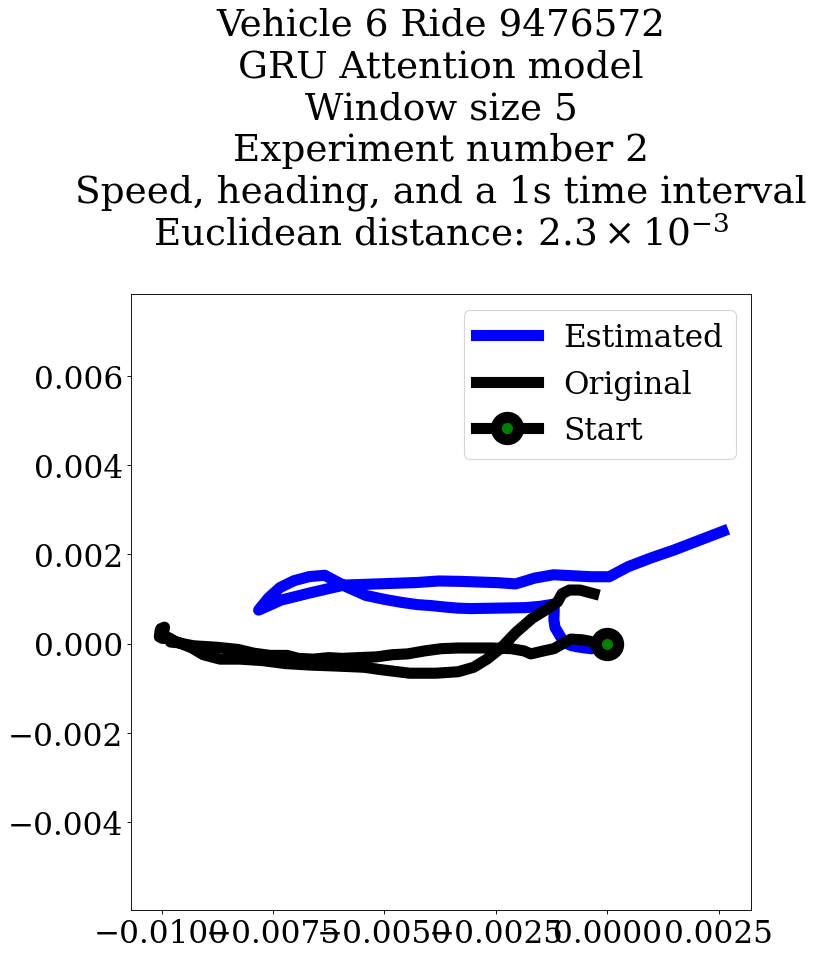 Vehicle 6 Ride 9476572
GRU Attention model
Window size 5
Experiment number 2
Speed, heading, and a 1s time interval
Euclidean distance: 2.3 × 10⁻³
Estimated
Original
Start
0.006
0.004
0.002
0.000
−0.002
−0.004
−0.0100 −0.0075 −0.0050 −0.0025 0.0000 0.0025